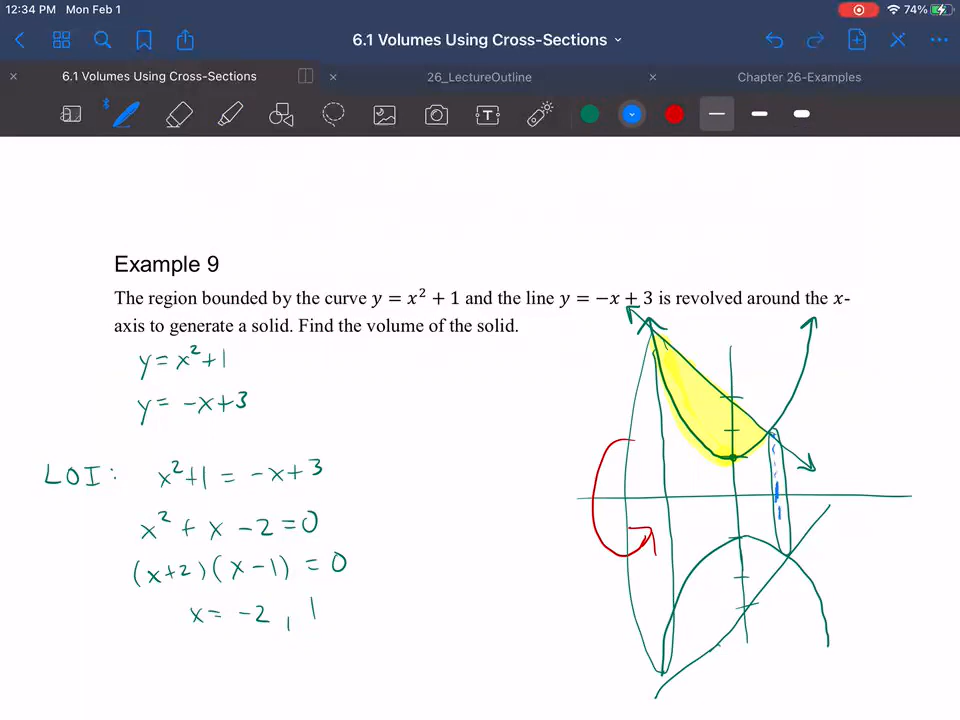 12:34 PM Mon Feb 1
74%
6.1 Volumes Using Cross-Sections
6.1 Volumes Using Cross-Sections
26_LectureOutline
Chapter 26-Examples
T
Example 9
The region bounded by the curve y = x² + 1 and the line y = −x + 3 is revolved around the x-
axis to generate a solid. Find the volume of the solid.
y = x²+1
y = -x+3
LOI: x²+1 = -x+3
x² + x - 2 = 0
(x+2)(x-1) = 0
x = -2, 1